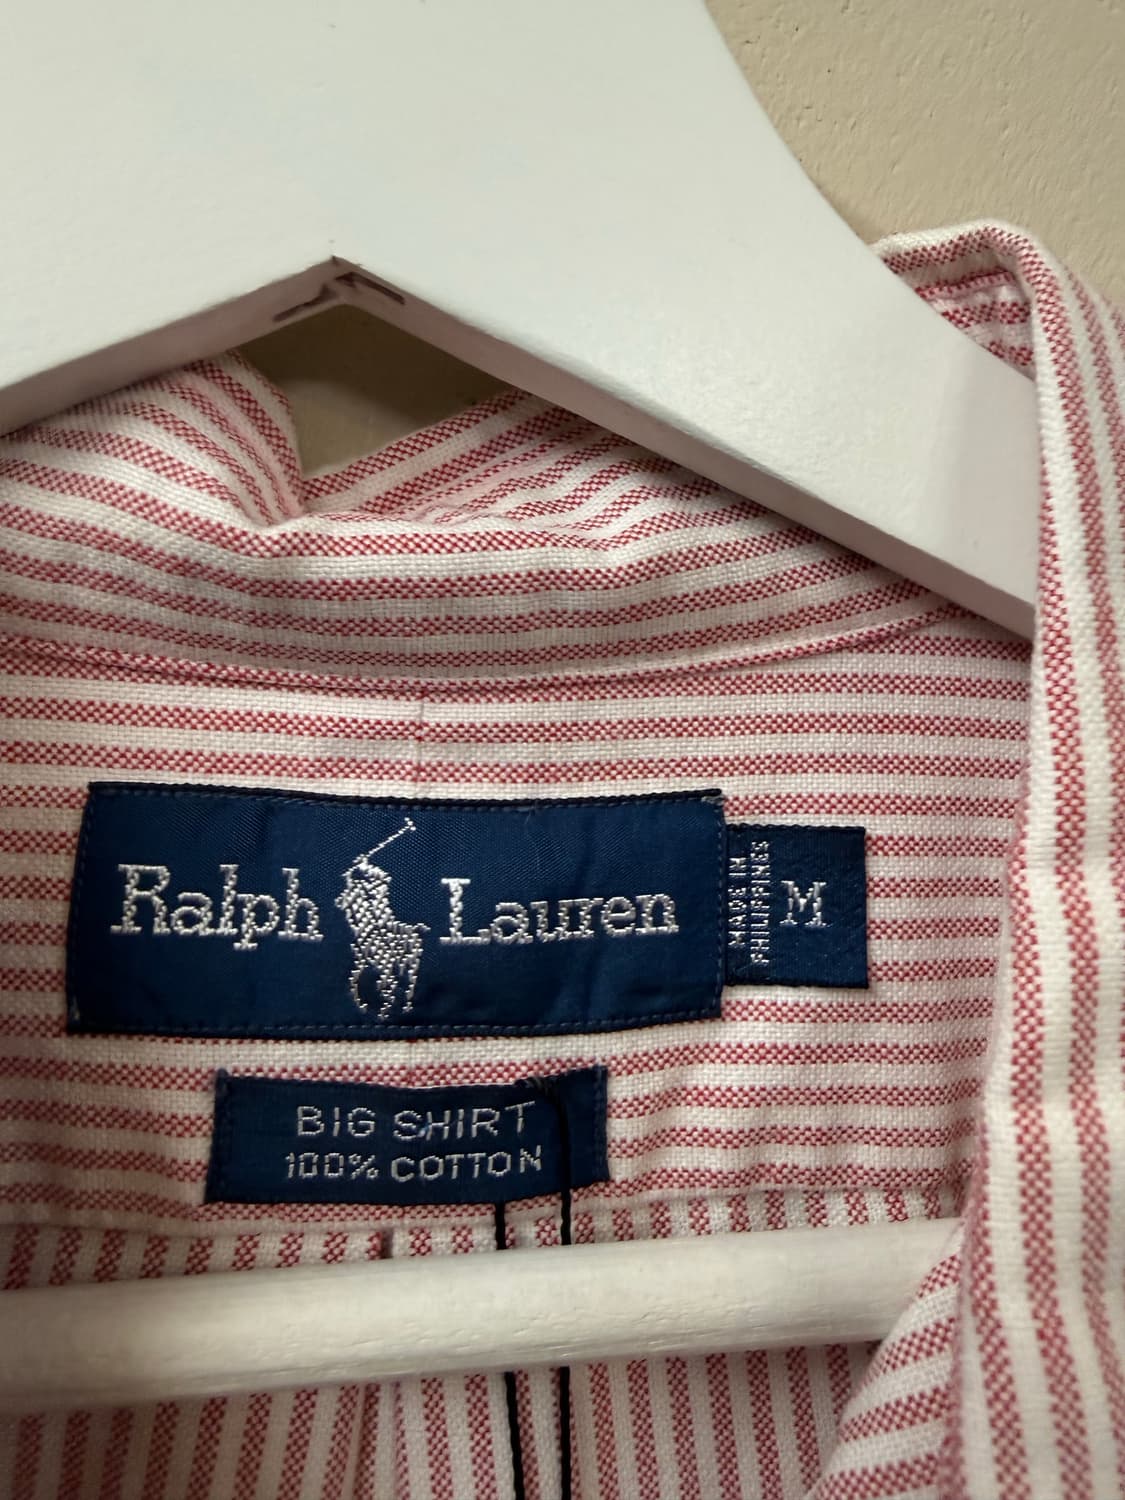 Ralph Lauren
MADE IN
PHILIPPINES
M
BIG SHIRT
100% COTTON